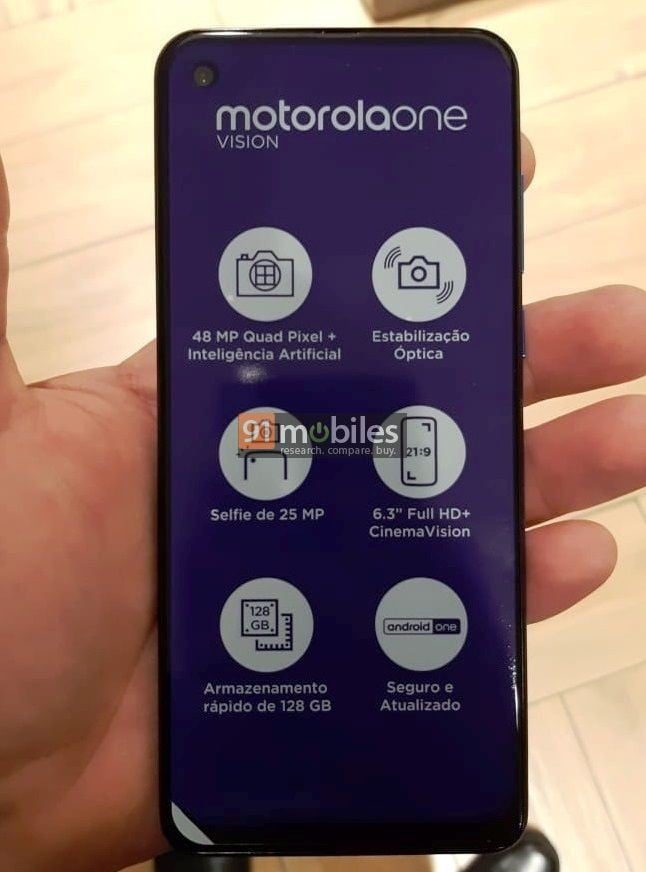 motorolaone
VISION
48 MP Quad Pixel +
Inteligência Artificial
Estabilização
Óptica
91mobiles
research. compare. buy.
21:9
Selfie de 25 MP
6.3" Full HD+
CinemaVision
128
GB
android one
Armazenamento
rápido de 128 GB
Seguro e
Atualizado